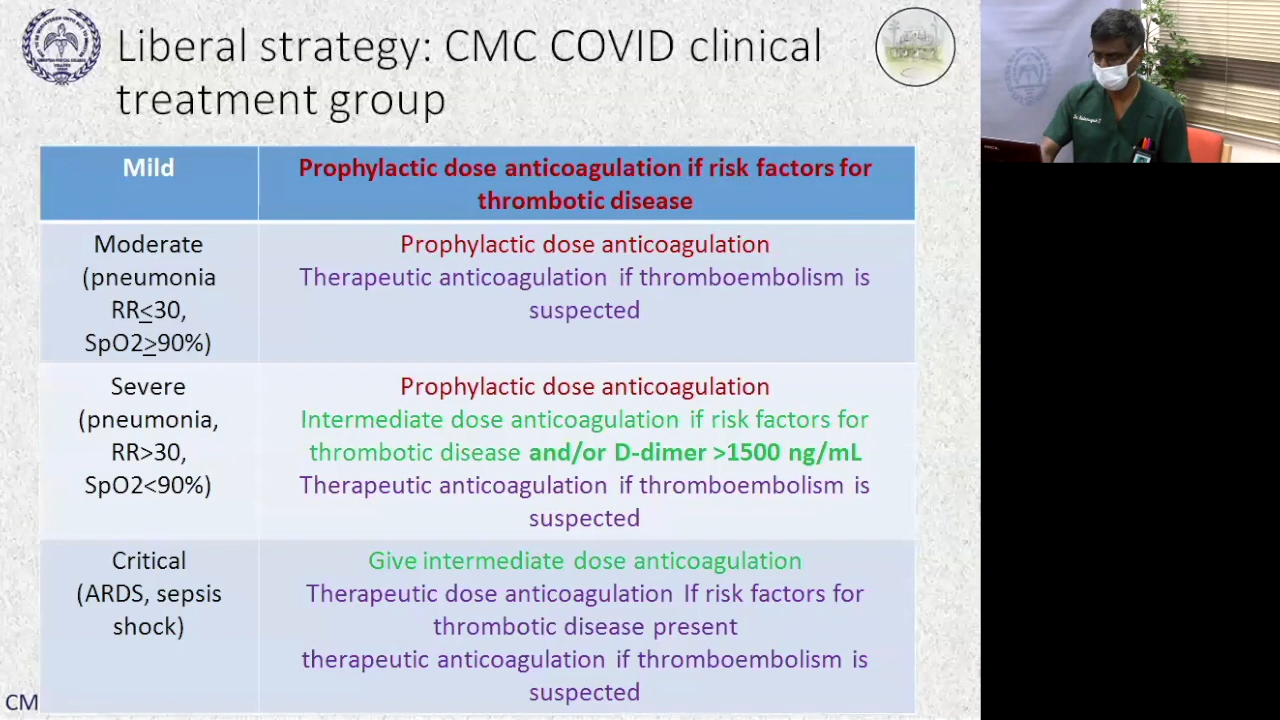 Liberal strategy: CMC COVID clinical
treatment group
Mild
Prophylactic dose anticoagulation if risk factors for
thrombotic disease
Moderate
(pneumonia
RR<30,
SpO2>90%)
Prophylactic dose anticoagulation
Therapeutic anticoagulation if thromboembolism is
suspected
Severe
(pneumonia,
RR>30,
SpO2<90%)
Prophylactic dose anticoagulation
Intermediate dose anticoagulation if risk factors for
thrombotic disease and/or D-dimer >1500 ng/mL
Therapeutic anticoagulation if thromboembolism is
suspected
Critical
(ARDS, sepsis
shock)
Give intermediate dose anticoagulation
Therapeutic dose anticoagulation If risk factors for
thrombotic disease present
therapeutic anticoagulation if thromboembolism is
suspected
CM